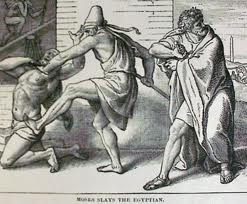 MOSES SLAYS THE EGYPTIAN.